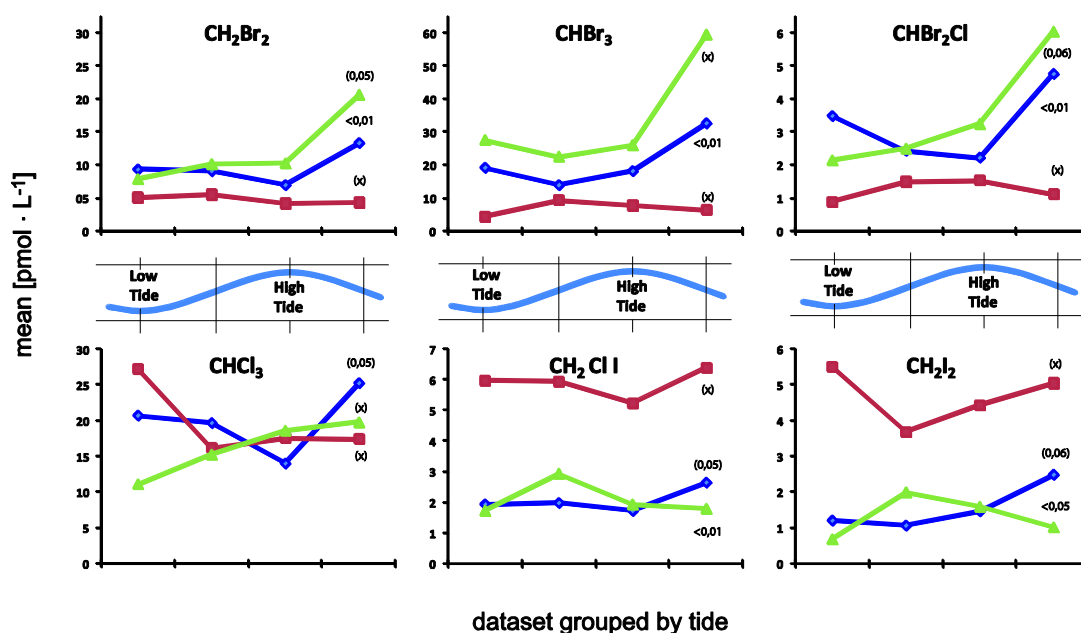 mean [pmol · L-1]
CH2Br2
30
25
20
15
10
05
0
(0,05)
<0,01
(x)
CHBr3
60
50
40
30
20
10
0
(x)
<0,01
(x)
CHBr2Cl
6
5
4
3
2
1
0
(0,06)
<0,01
(x)
Low
Tide
High
Tide
Low
Tide
High
Tide
Low
Tide
High
Tide
CHCl3
30
25
20
15
10
5
0
(0,05)
(x)
(x)
CH2 Cl I
7
6
5
4
3
2
1
0
(x)
(0,05)
<0,01
CH2I2
6
5
4
3
2
1
0
(x)
(0,06)
<0,05
dataset grouped by tide